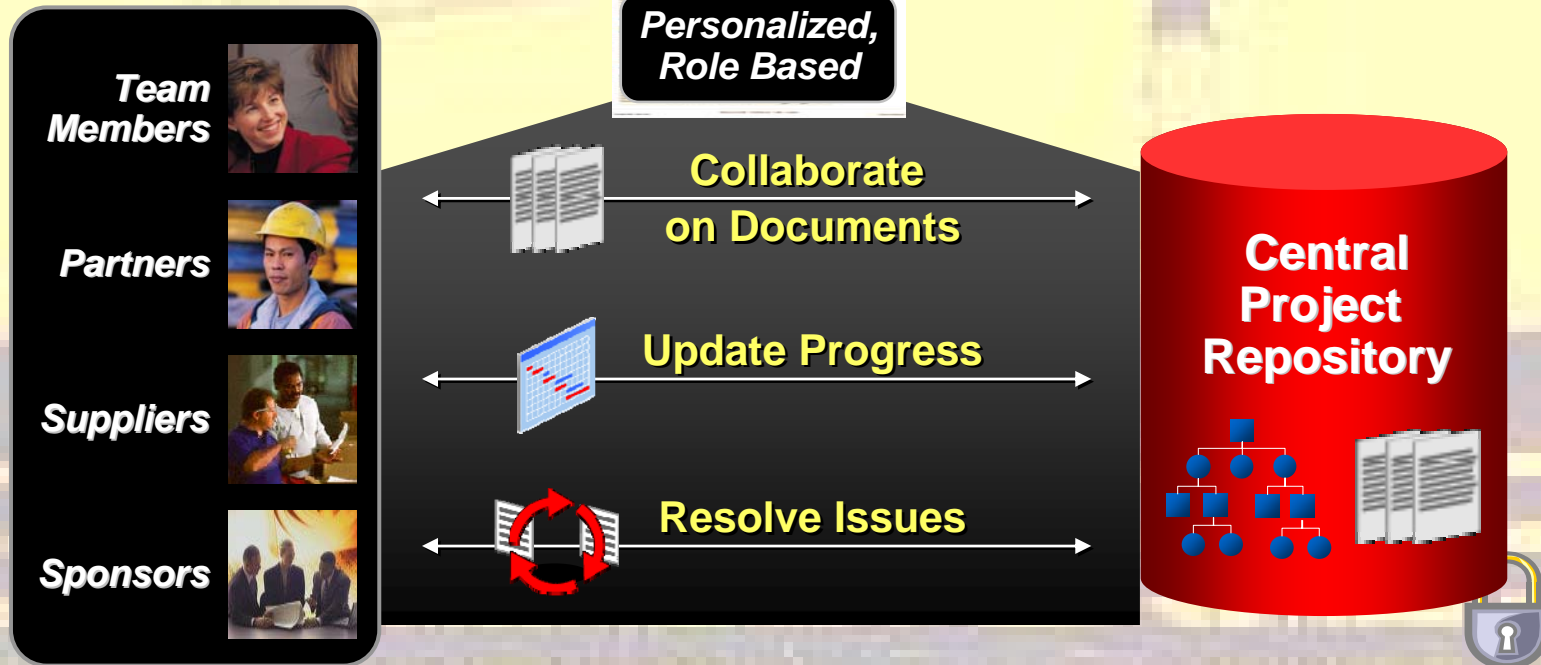 Personalized,
Role Based
Team
Members
Partners
Suppliers
Sponsors
Collaborate
on Documents
Update Progress
Resolve Issues
Central
Project
Repository